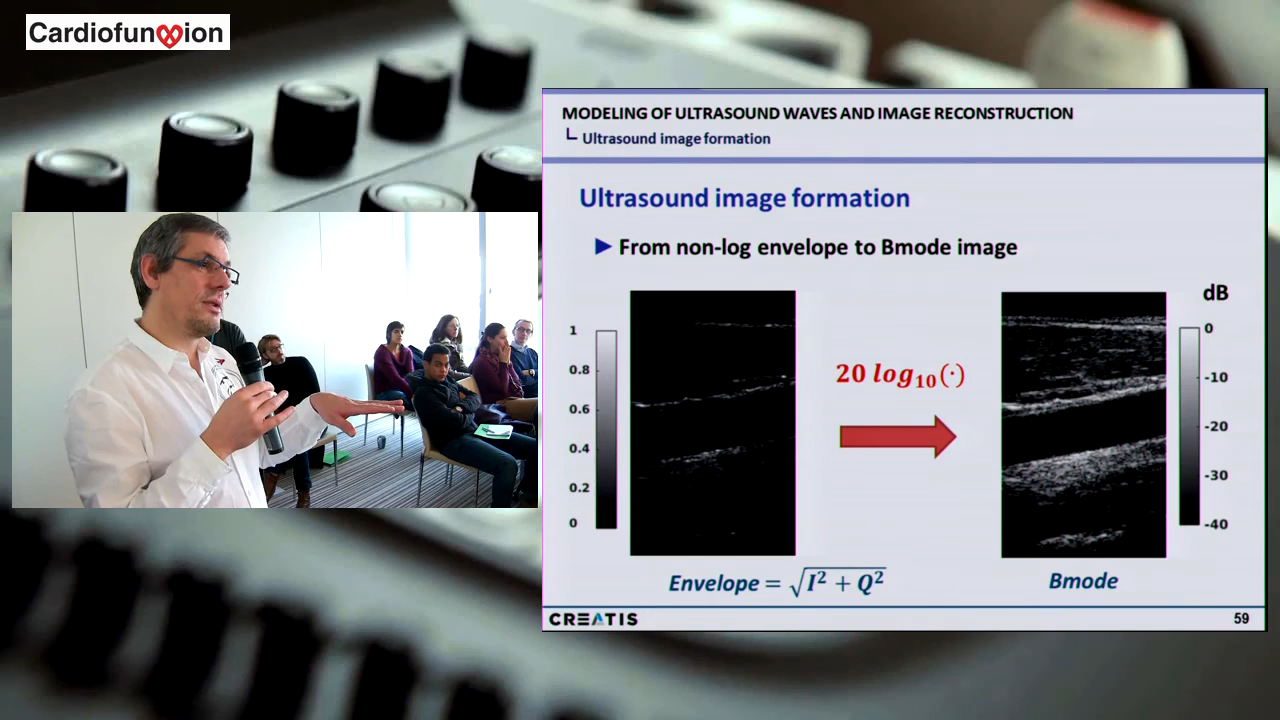 Cardiofunxion
MODELING OF ULTRASOUND WAVES AND IMAGE RECONSTRUCTION
Ultrasound image formation
Ultrasound image formation
► From non-log envelope to Bmode image
1
0.8
0.6
0.4
0.2
0
20 log₁₀(·)
dB
0
-10
-20
-30
-40
Envelope = √I² + Q²
Bmode
CREATIS
59